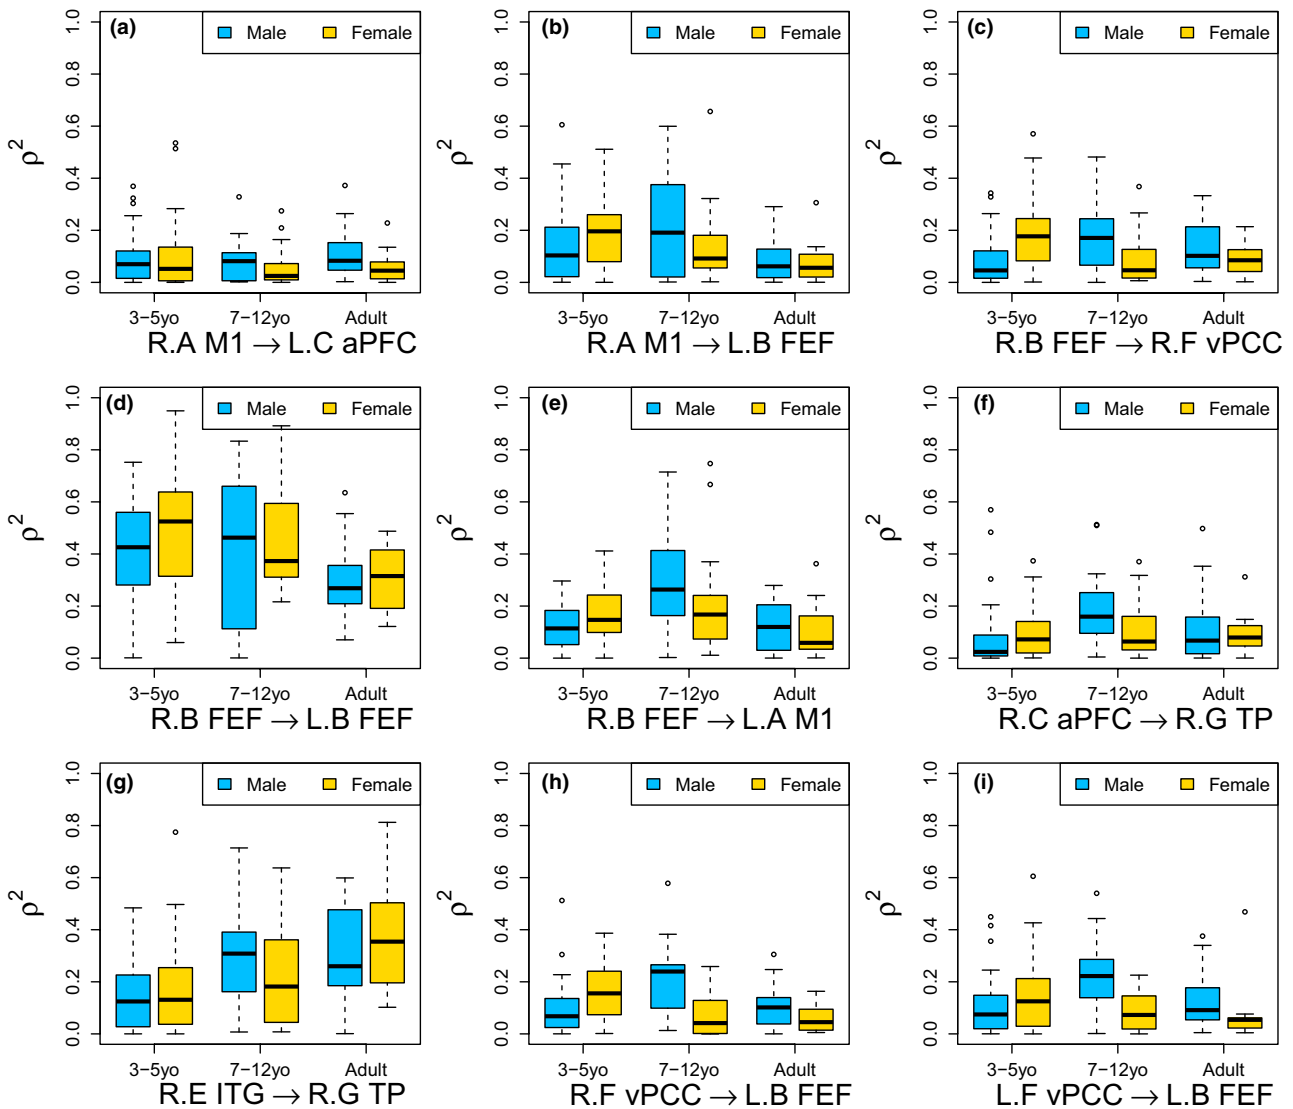 (a) Male Female
(b) Male Female
(c) Male Female
1.0
0.8
0.6
0.4
0.2
0.0
ρ²
1.0
0.8
0.6
0.4
0.2
0.0
ρ²
1.0
0.8
0.6
0.4
0.2
0.0
ρ²
3−5yo 7−12yo Adult
3−5yo 7−12yo Adult
3−5yo 7−12yo Adult
R.A M1 → L.C aPFC
R.A M1 → L.B FEF
R.B FEF → R.F vPCC
(d) Male Female
(e) Male Female
(f) Male Female
1.0
0.8
0.6
0.4
0.2
0.0
ρ²
1.0
0.8
0.6
0.4
0.2
0.0
ρ²
1.0
0.8
0.6
0.4
0.2
0.0
ρ²
3−5yo 7−12yo Adult
3−5yo 7−12yo Adult
3−5yo 7−12yo Adult
R.B FEF → L.B FEF
R.B FEF → L.A M1
R.C aPFC → R.G TP
(g) Male Female
(h) Male Female
(i) Male Female
1.0
0.8
0.6
0.4
0.2
0.0
ρ²
1.0
0.8
0.6
0.4
0.2
0.0
ρ²
1.0
0.8
0.6
0.4
0.2
0.0
ρ²
3−5yo 7−12yo Adult
3−5yo 7−12yo Adult
3−5yo 7−12yo Adult
R.E ITG → R.G TP
R.F vPCC → L.B FEF
L.F vPCC → L.B FEF